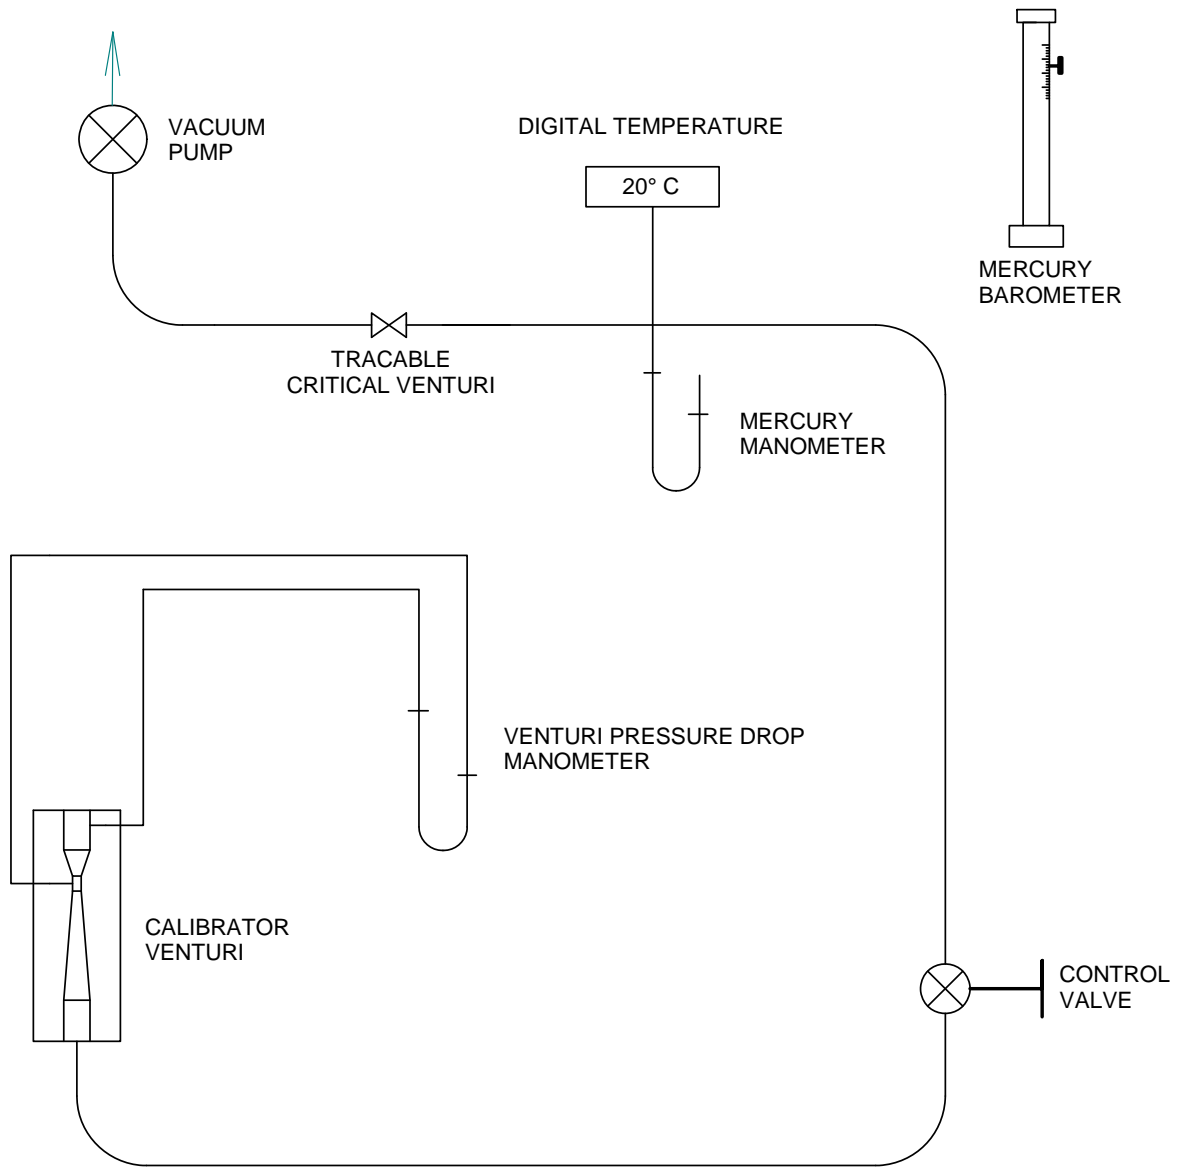 VACUUM
PUMP
DIGITAL TEMPERATURE
20° C
MERCURY
BAROMETER
TRACABLE
CRITICAL VENTURI
MERCURY
MANOMETER
VENTURI PRESSURE DROP
MANOMETER
CALIBRATOR
VENTURI
CONTROL
VALVE